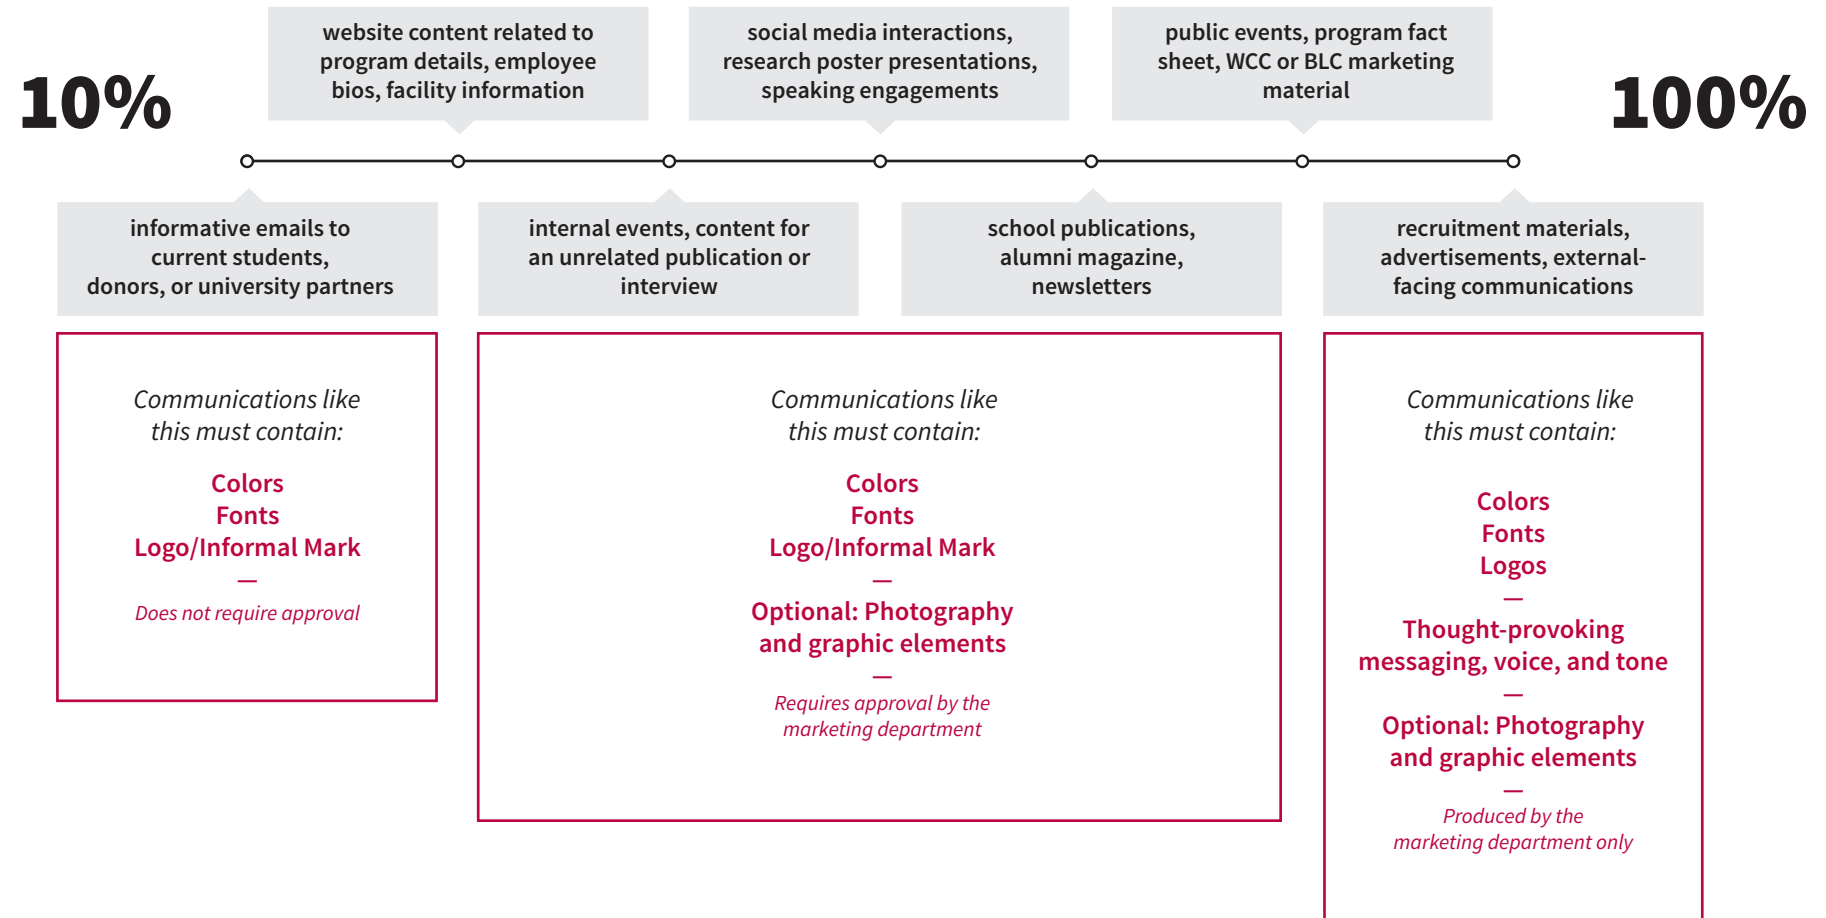 10%
website content related to
program details, employee
bios, facility information
social media interactions,
research poster presentations,
speaking engagements
public events, program fact
sheet, WCC or BLC marketing
material
100%
informative emails to
current students,
donors, or university partners
internal events, content for
an unrelated publication or
interview
school publications,
alumni magazine,
newsletters
recruitment materials,
advertisements, external-
facing communications
Communications like
this must contain:
Colors
Fonts
Logo/Informal Mark
—
Does not require approval
Communications like
this must contain:
Colors
Fonts
Logo/Informal Mark
—
Optional: Photography
and graphic elements
—
Requires approval by the
marketing department
Communications like
this must contain:
Colors
Fonts
Logos
—
Thought-provoking
messaging, voice, and tone
—
Optional: Photography
and graphic elements
—
Produced by the
marketing department only